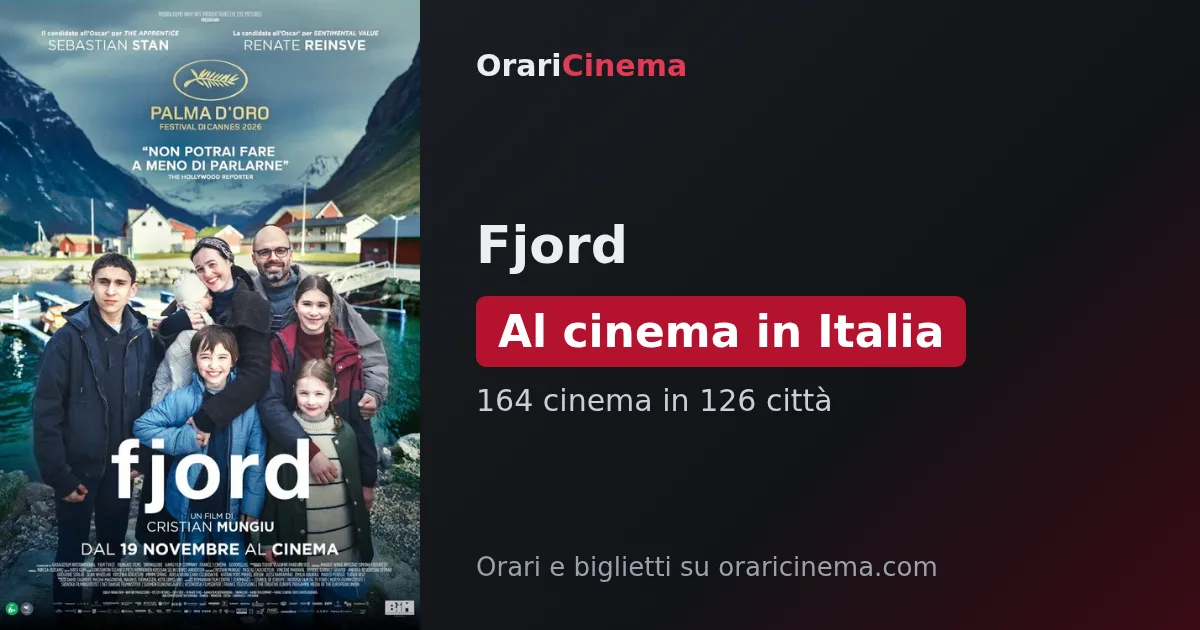 Il candidato all'Oscar® per THE APPRENTICE
SEBASTIAN STAN
La candidata all'Oscar® per SENTIMENTAL VALUE
RENATE REINSVE
PALMA D'ORO
FESTIVAL DI CANNES 2026
“NON POTRAI FARE
A MENO DI PARLARNE”
THE HOLLYWOOD REPORTER
fjord
UN FILM DI
CRISTIAN MUNGIU
DAL 19 NOVEMBRE AL CINEMA
BiM
OrariCinema
Fjord
Al cinema in Italia
164 cinema in 126 città
Orari e biglietti su oraricinema.com